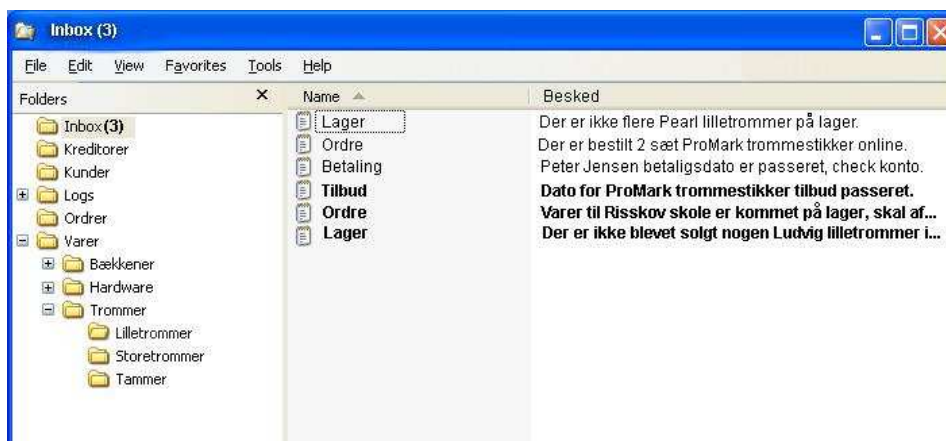 Inbox (3)
File Edit View Favorites Tools Help
Folders
Inbox (3)
Kreditorer
Kunder
Logs
Ordrer
Varer
Bækkener
Hardware
Trommer
Lilletrommer
Storetrommer
Tammer
Name Besked
Lager Der er ikke flere Pearl lilletrommer på lager.
Ordre Der er bestilt 2 sæt ProMark trommestikker online.
Betaling Peter Jensen betaligsdato er passeret, check konto.
Tilbud Dato for ProMark trommestikker tilbud passeret.
Ordre Varer til Risskov skole er kommet på lager, skal af...
Lager Der er ikke blevet solgt nogen Ludvig lilletrommer i...